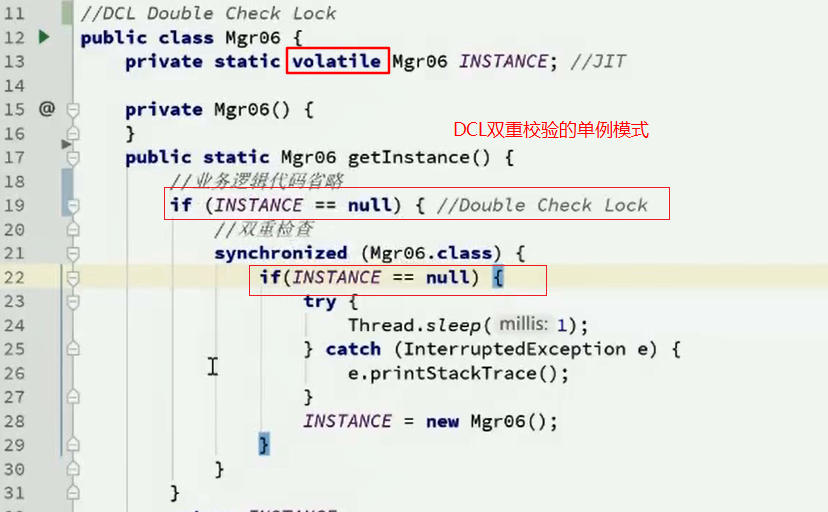 11 //DCL Double Check Lock
12 public class Mgr06 {
13 private static volatile Mgr06 INSTANCE; //JIT
14
15 @ private Mgr06() {
16 }
DCL双重校验的单例模式
17 public static Mgr06 getInstance() {
18 //业务逻辑代码省略
19 if (INSTANCE == null) { //Double Check Lock
20 //双重检查
21 synchronized (Mgr06.class) {
22 if(INSTANCE == null) {
23 try {
24 Thread.sleep( millis: 1);
25 } catch (InterruptedException e) {
26 e.printStackTrace();
27 }
28 INSTANCE = new Mgr06();
29 }
30 }
31 }